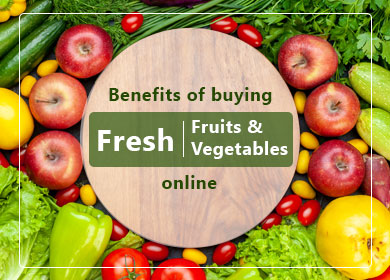 Benefits of buying
Fresh
Fruits &
Vegetables
online